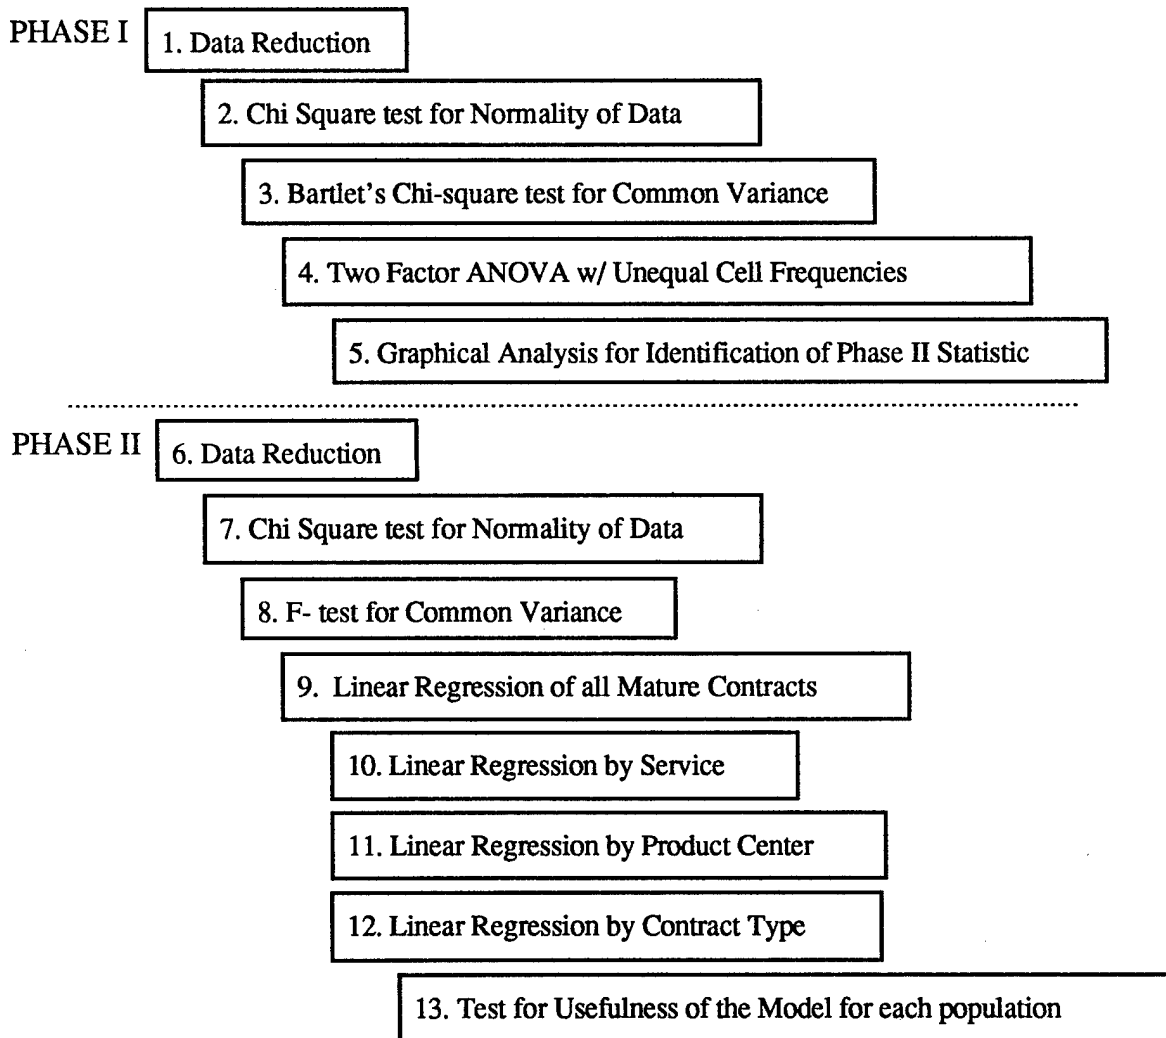 PHASE I
1. Data Reduction
2. Chi Square test for Normality of Data
3. Bartlet's Chi-square test for Common Variance
4. Two Factor ANOVA w/ Unequal Cell Frequencies
5. Graphical Analysis for Identification of Phase II Statistic
PHASE II
6. Data Reduction
7. Chi Square test for Normality of Data
8. F- test for Common Variance
9. Linear Regression of all Mature Contracts
10. Linear Regression by Service
11. Linear Regression by Product Center
12. Linear Regression by Contract Type
13. Test for Usefulness of the Model for each population